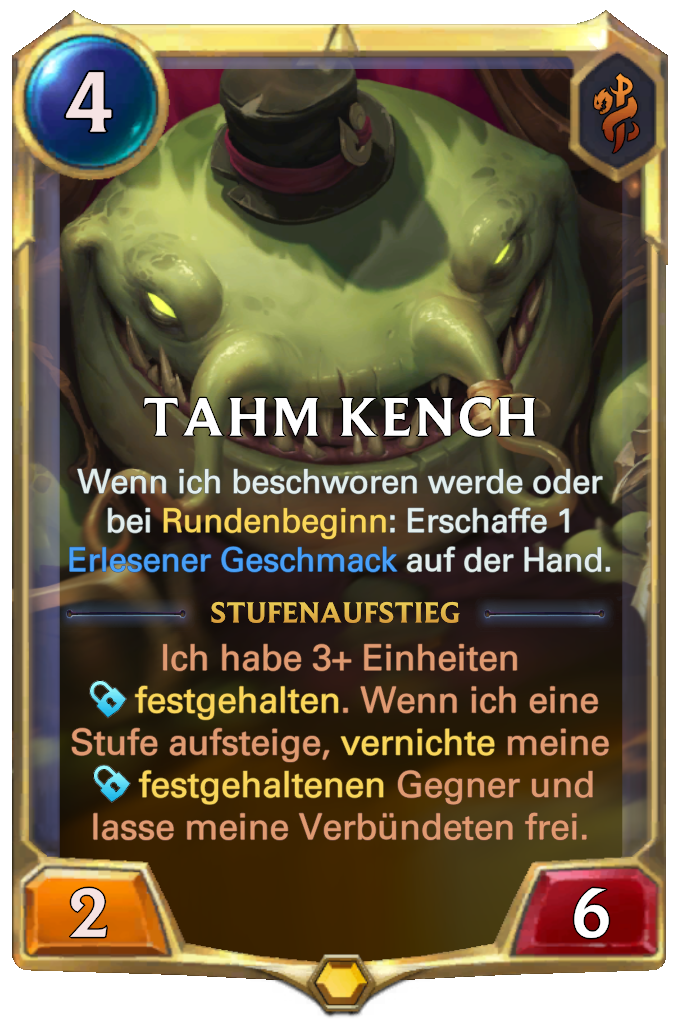 4
TAHM KENCH
Wenn ich beschworen werde oder
bei Rundenbeginn: Erschaffe 1
Erlesener Geschmack auf der Hand.
STUFENAUFSTIEG
Ich habe 3+ Einheiten
festgehalten. Wenn ich eine
Stufe aufsteige, vernichte meine
festgehaltenen Gegner und
lasse meine Verbündeten frei.
2
6